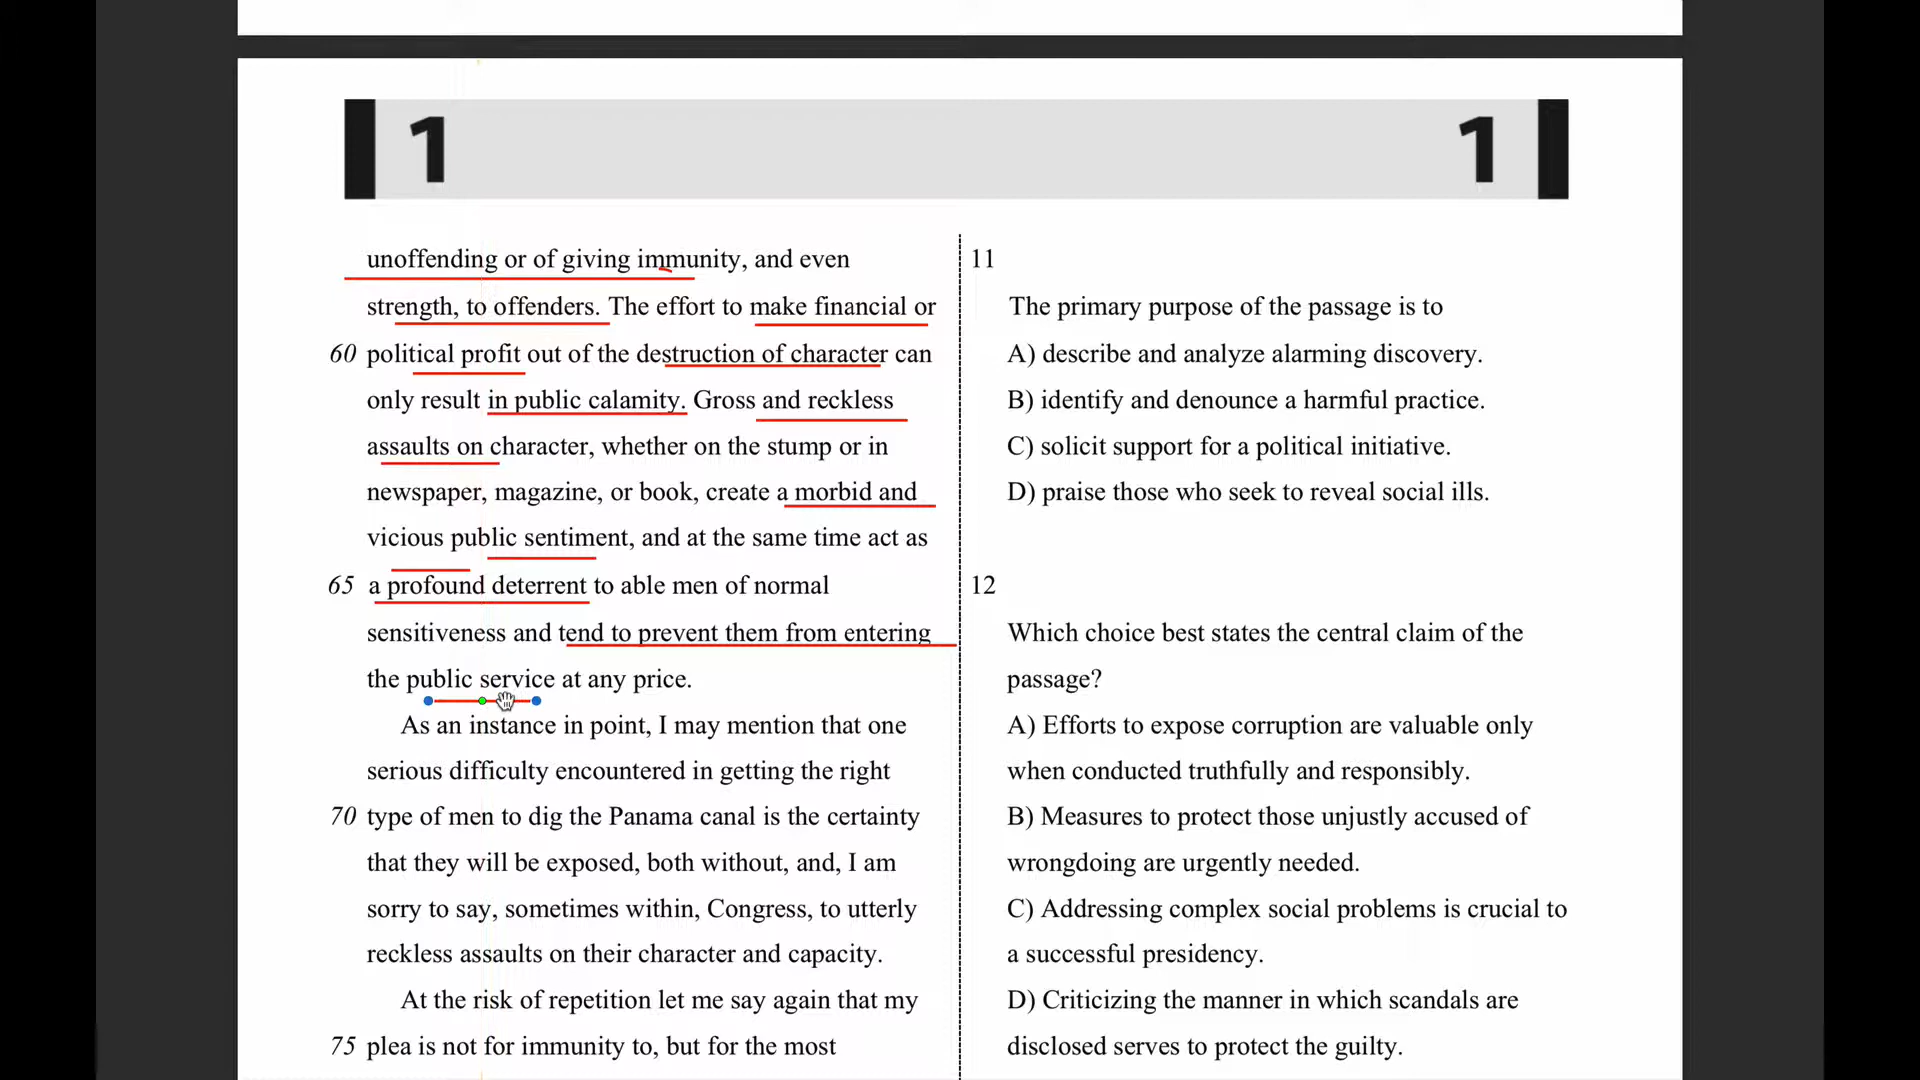 1 1
unoffending or of giving immunity, and even
strength, to offenders. The effort to make financial or
60 political profit out of the destruction of character can
only result in public calamity. Gross and reckless
assaults on character, whether on the stump or in
newspaper, magazine, or book, create a morbid and
vicious public sentiment, and at the same time act as
65 a profound deterrent to able men of normal
sensitiveness and tend to prevent them from entering
the public service at any price.
As an instance in point, I may mention that one
serious difficulty encountered in getting the right
70 type of men to dig the Panama canal is the certainty
that they will be exposed, both without, and, I am
sorry to say, sometimes within, Congress, to utterly
reckless assaults on their character and capacity.
At the risk of repetition let me say again that my
75 plea is not for immunity to, but for the most
11
The primary purpose of the passage is to
A) describe and analyze alarming discovery.
B) identify and denounce a harmful practice.
C) solicit support for a political initiative.
D) praise those who seek to reveal social ills.
12
Which choice best states the central claim of the
passage?
A) Efforts to expose corruption are valuable only
when conducted truthfully and responsibly.
B) Measures to protect those unjustly accused of
wrongdoing are urgently needed.
C) Addressing complex social problems is crucial to
a successful presidency.
D) Criticizing the manner in which scandals are
disclosed serves to protect the guilty.